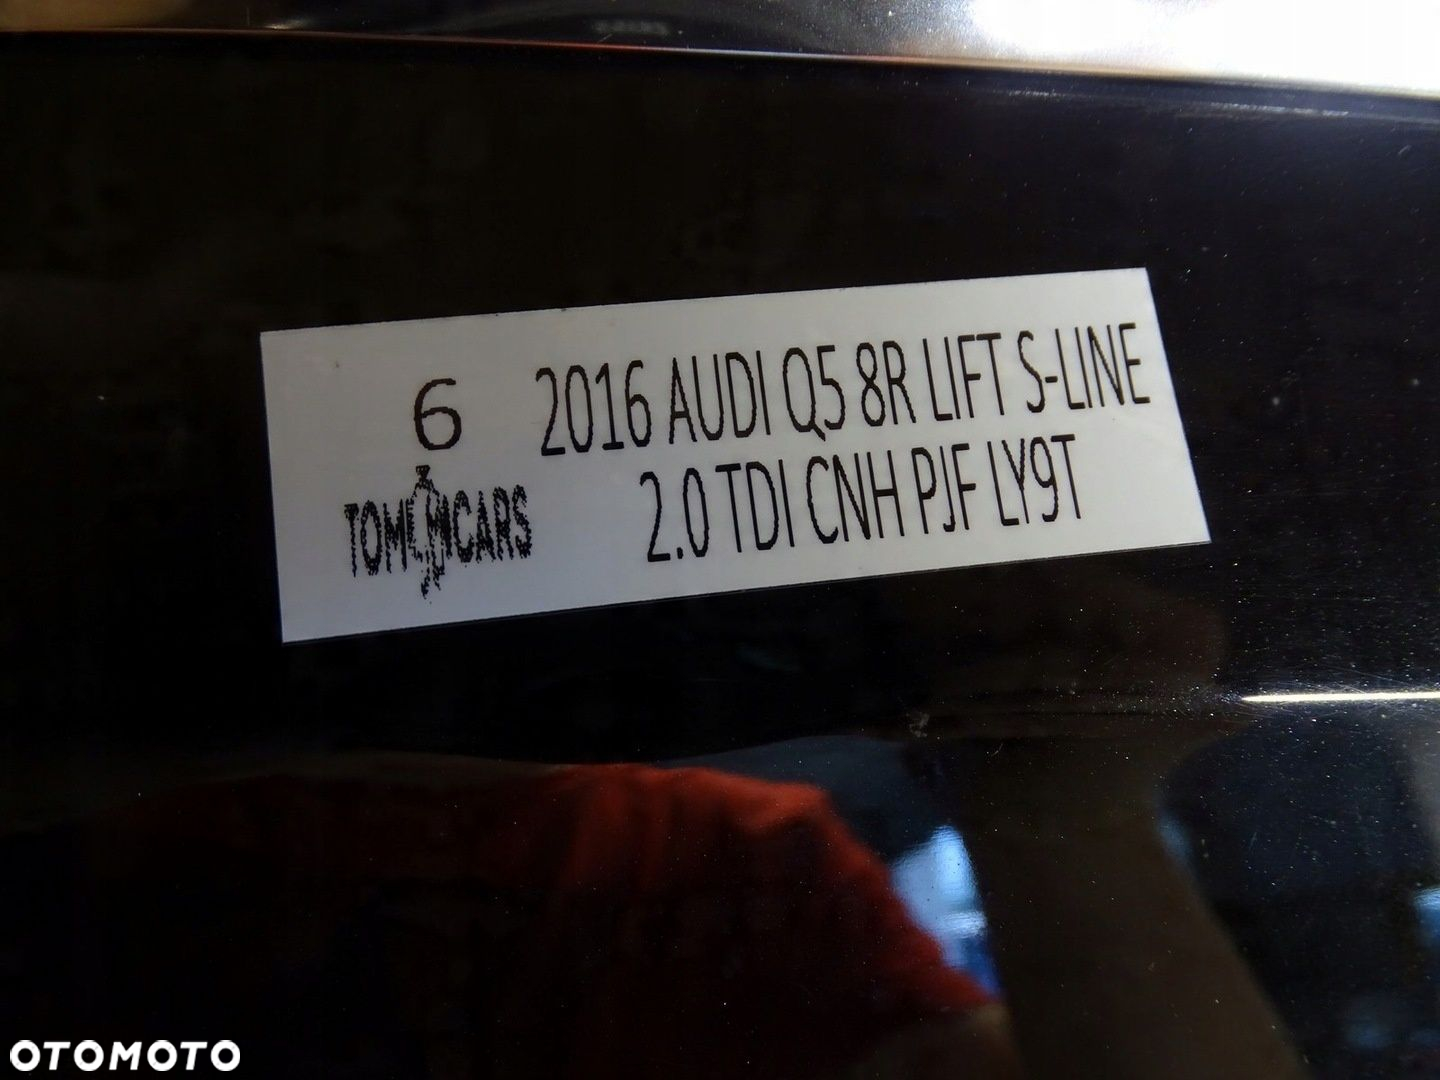 6
2016 AUDI Q5 8R LIFT S-LINE
2.0 TDI CNH PJF LY9T
TOM CARS
OTOMOTO